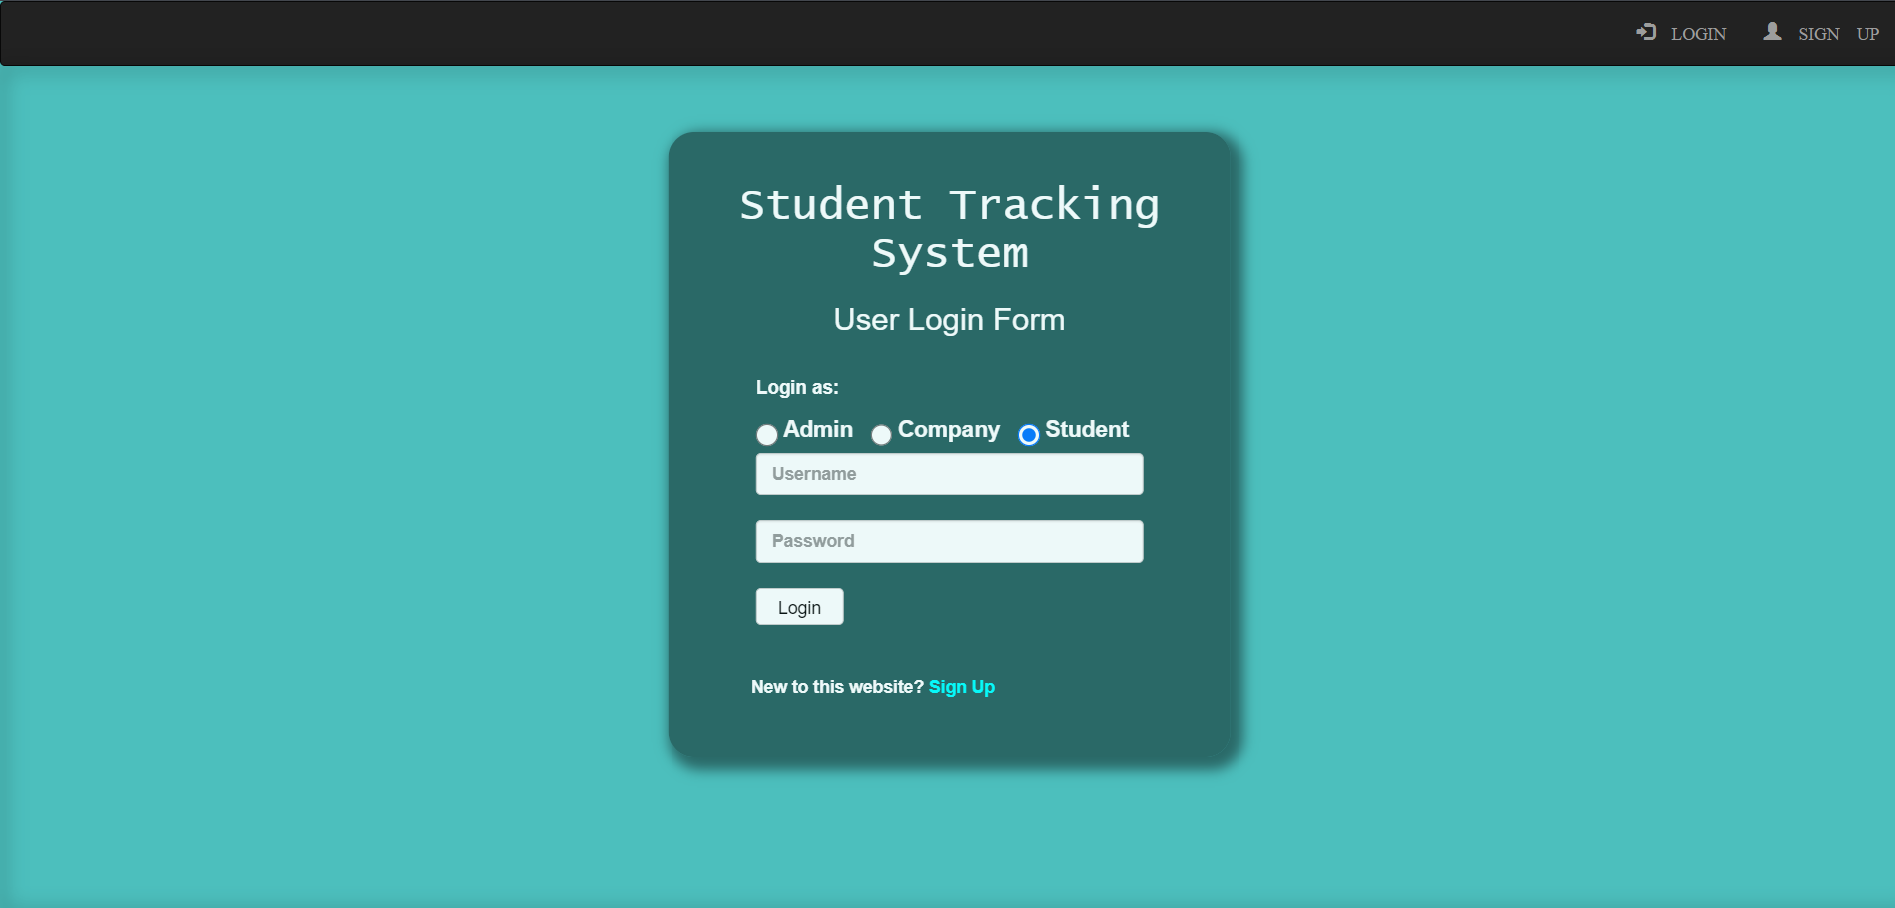 LOGIN SIGN UP
Student Tracking
System
User Login Form
Login as:
Admin Company Student
Username
Password
Login
New to this website? Sign Up